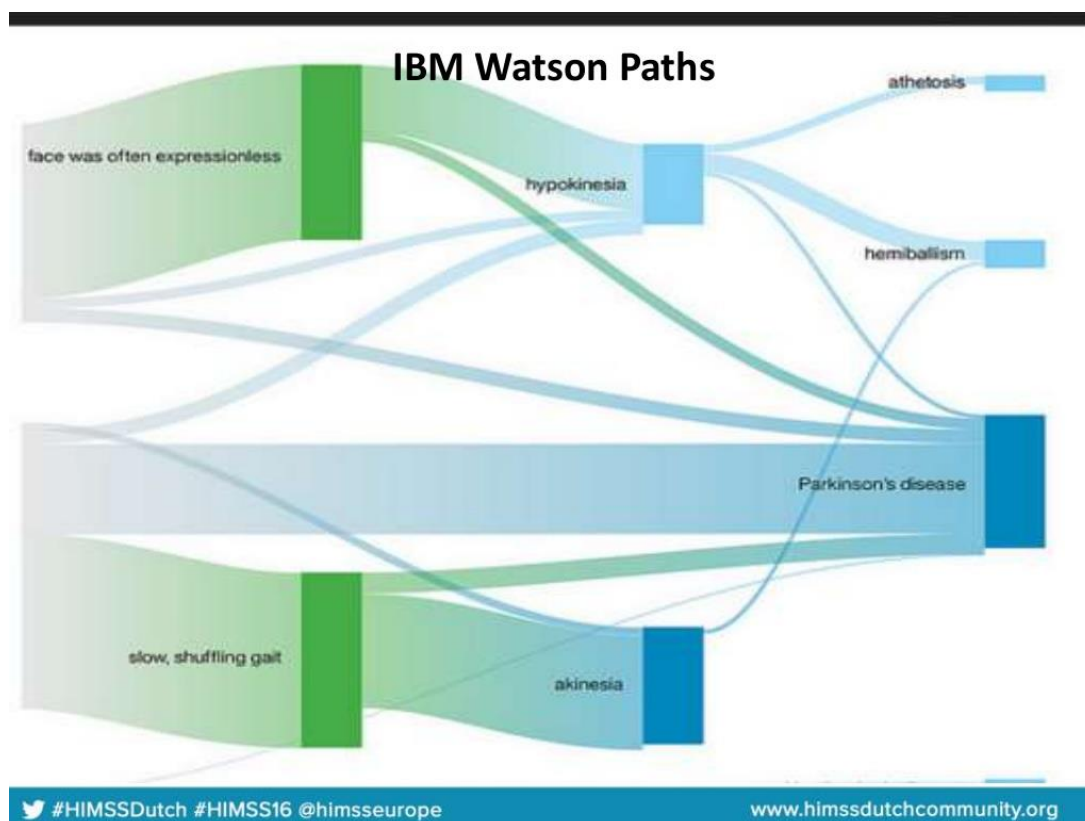 IBM Watson Paths
athetosis
face was often expressionless
hypokinesia
hemiballism
Parkinson's disease
slow, shuffling gait
akinesia
#HIMSSDutch #HIMSS16 @himsseurope
www.himssdutchcommunity.org